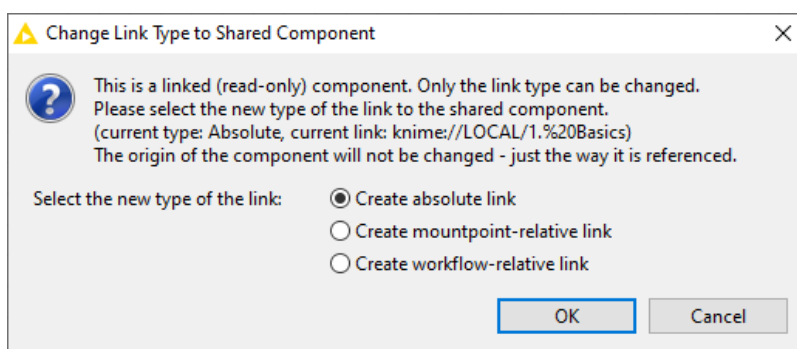 Change Link Type to Shared Component
This is a linked (read-only) component. Only the link type can be changed.
Please select the new type of the link to the shared component.
(current type: Absolute, current link: knime://LOCAL/1.%20Basics)
The origin of the component will not be changed - just the way it is referenced.
Select the new type of the link:
Create absolute link
Create mountpoint-relative link
Create workflow-relative link
OK Cancel